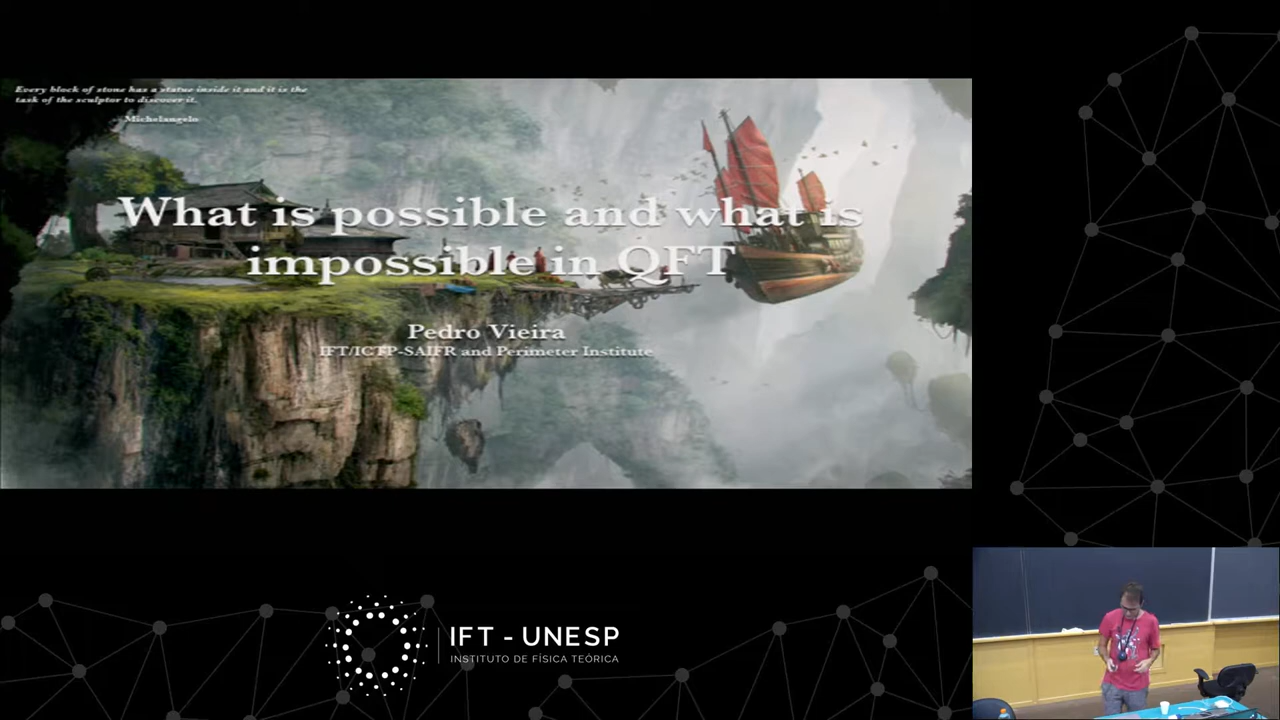 Every block of stone has a statue inside it and it is the
task of the sculptor to discover it.
Michelangelo
What is possible and what is
impossible in QFT
Pedro Vieira
IFT/ICTP-SAIFR and Perimeter Institute
IFT - UNESP
INSTITUTO DE FÍSICA TEÓRICA